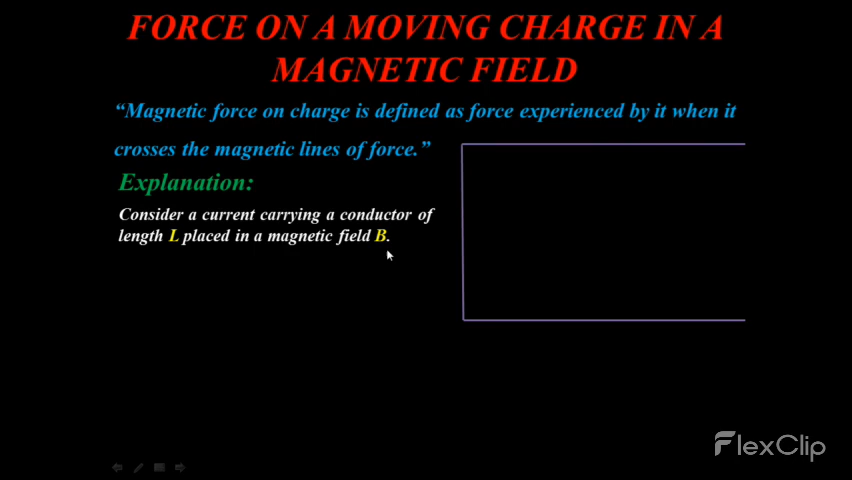 FORCE ON A MOVING CHARGE IN A
MAGNETIC FIELD
“Magnetic force on charge is defined as force experienced by it when it
crosses the magnetic lines of force.”
Explanation:
Consider a current carrying a conductor of
length L placed in a magnetic field B.
FlexClip